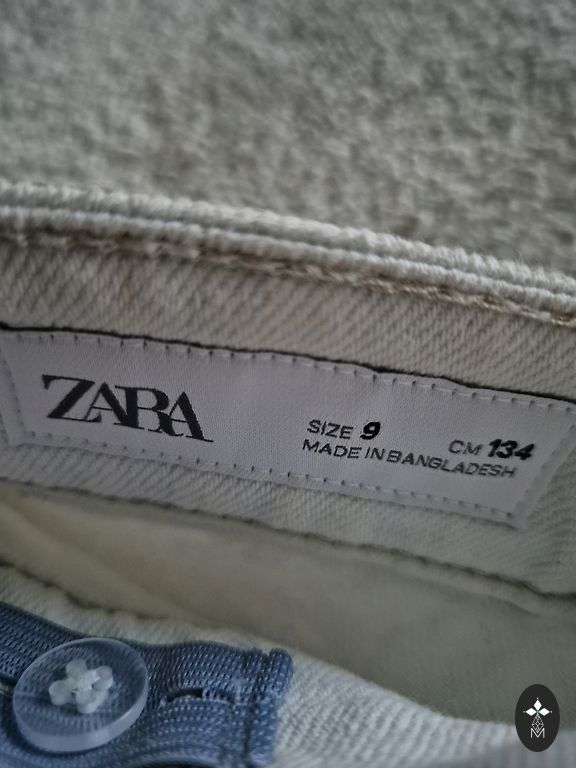 ZARA
SIZE 9 CM 134
MADE IN BANGLADESH
M